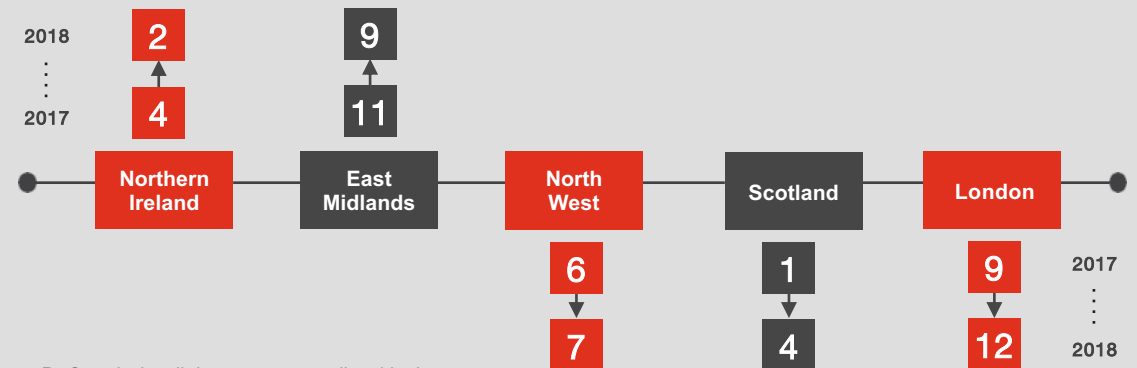 2018
2
9
2017
4
11
Northern
Ireland
East
Midlands
North
West
Scotland
London
6
1
9
2017
7
4
12
2018